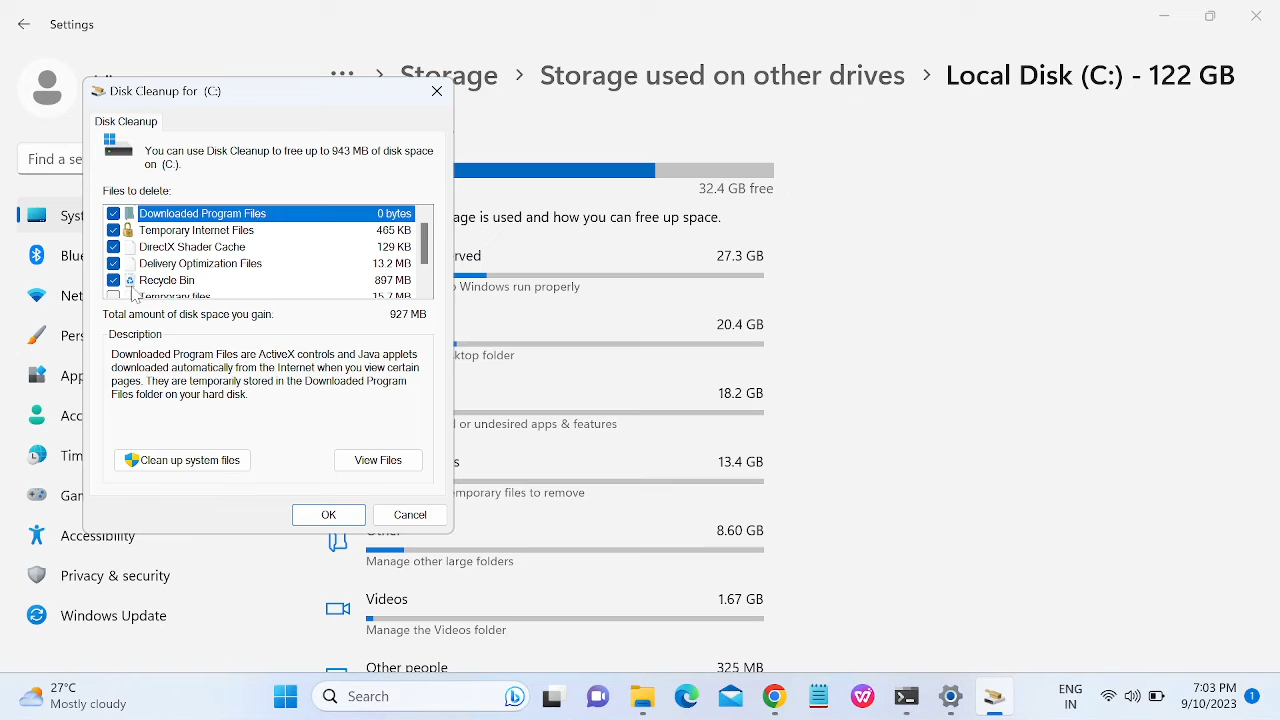 Settings
Storage > Storage used on other drives > Local Disk (C:) - 122 GB
Disk Cleanup for (C:)
Disk Cleanup
You can use Disk Cleanup to free up to 943 MB of disk space
on (C:).
Files to delete:
Downloaded Program Files 0 bytes
Temporary Internet Files 465 KB
DirectX Shader Cache 129 KB
Delivery Optimization Files 13.2 MB
Recycle Bin 897 MB
Temporary files 15.7 MB
Total amount of disk space you gain: 927 MB
Description
Downloaded Program Files are ActiveX controls and Java applets
downloaded automatically from the Internet when you view certain
pages. They are temporarily stored in the Downloaded Program
Files folder on your hard disk.
Clean up system files
View Files
OK
Cancel
Find a se
Sys
Blu
Net
Pers
App
Acc
Tim
Gam
Accessibility
Privacy & security
Windows Update
32.4 GB free
age is used and how you can free up space.
rved 27.3 GB
Windows run properly
20.4 GB
ktop folder
18.2 GB
d or undesired apps & features
s 13.4 GB
emporary files to remove
Other 8.60 GB
Manage other large folders
Videos 1.67 GB
Manage the Videos folder
Other people 325 MB
27°C
Mostly cloudy
Search
ENG
IN
7:03 PM
9/10/2023
1